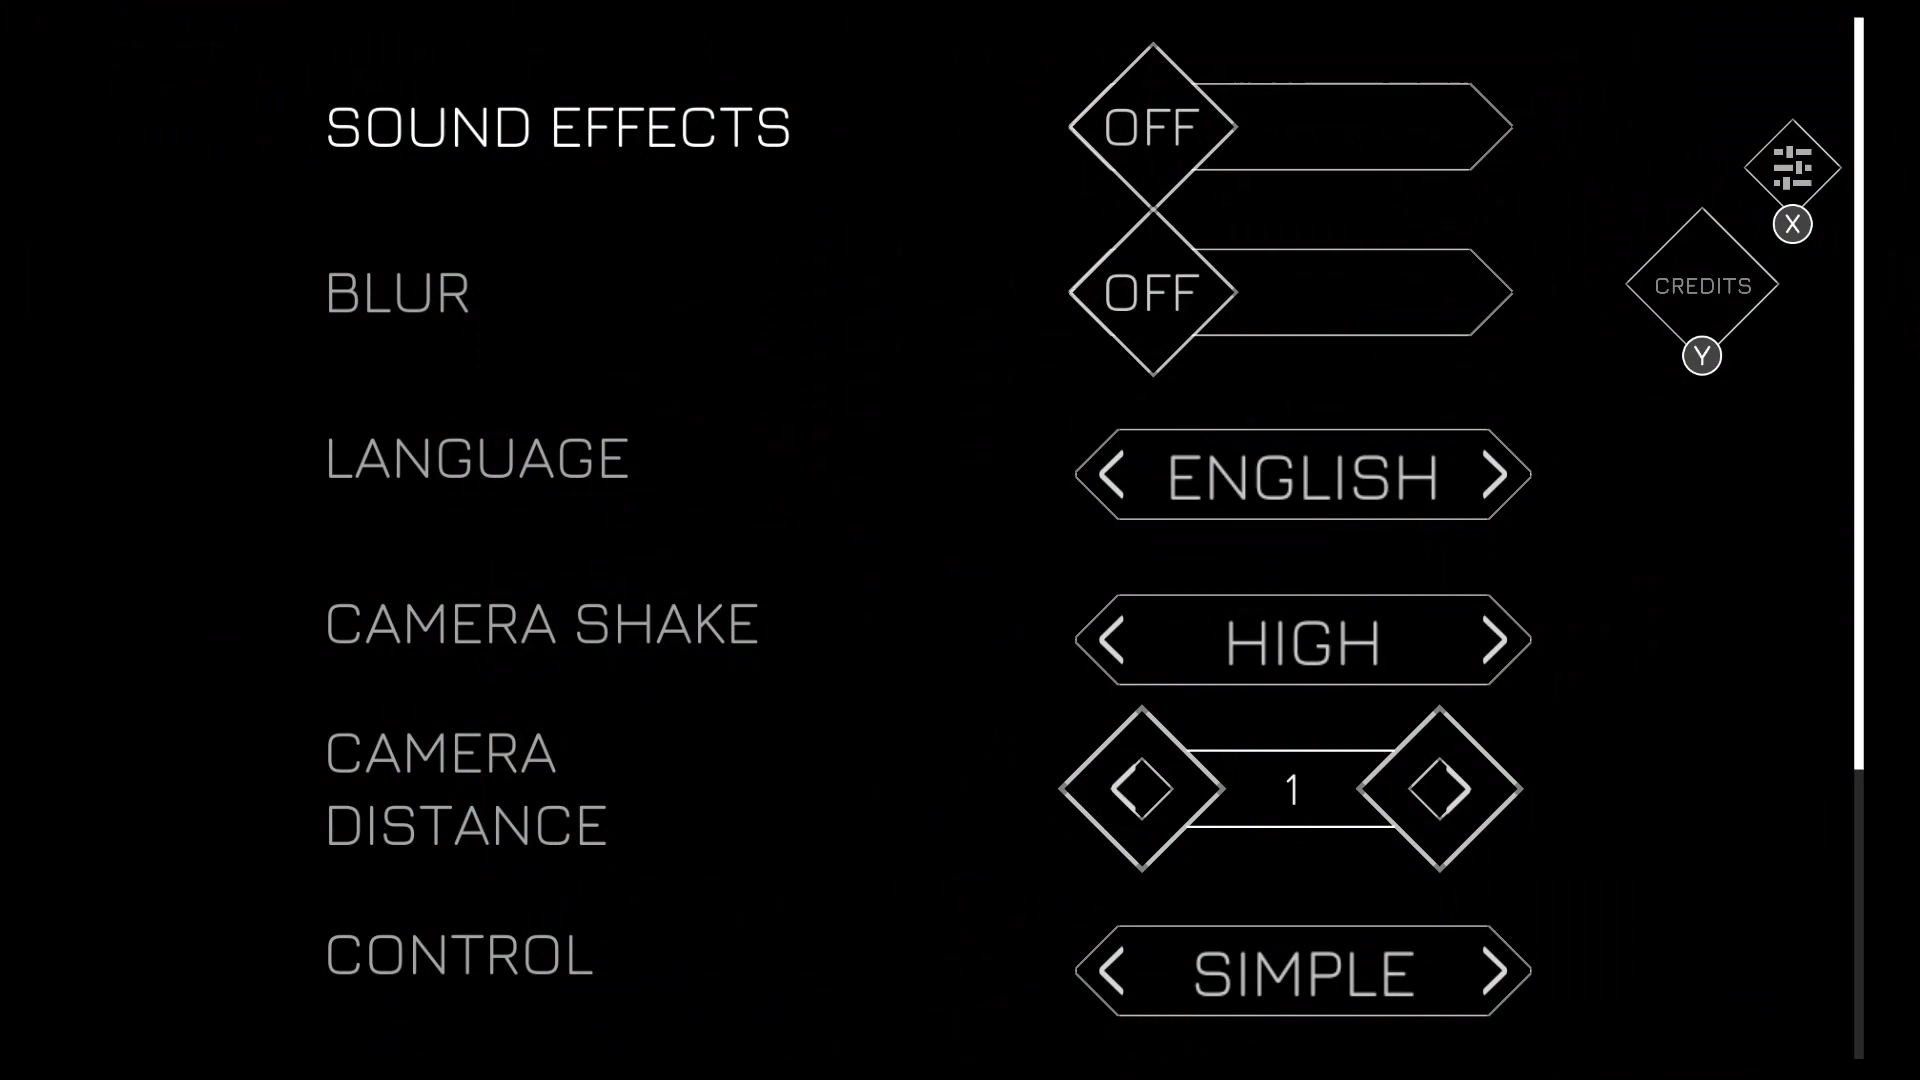 SOUND EFFECTS
OFF
X
CREDITS
Y
BLUR
OFF
LANGUAGE
ENGLISH
CAMERA SHAKE
HIGH
CAMERA
DISTANCE
1
CONTROL
SIMPLE